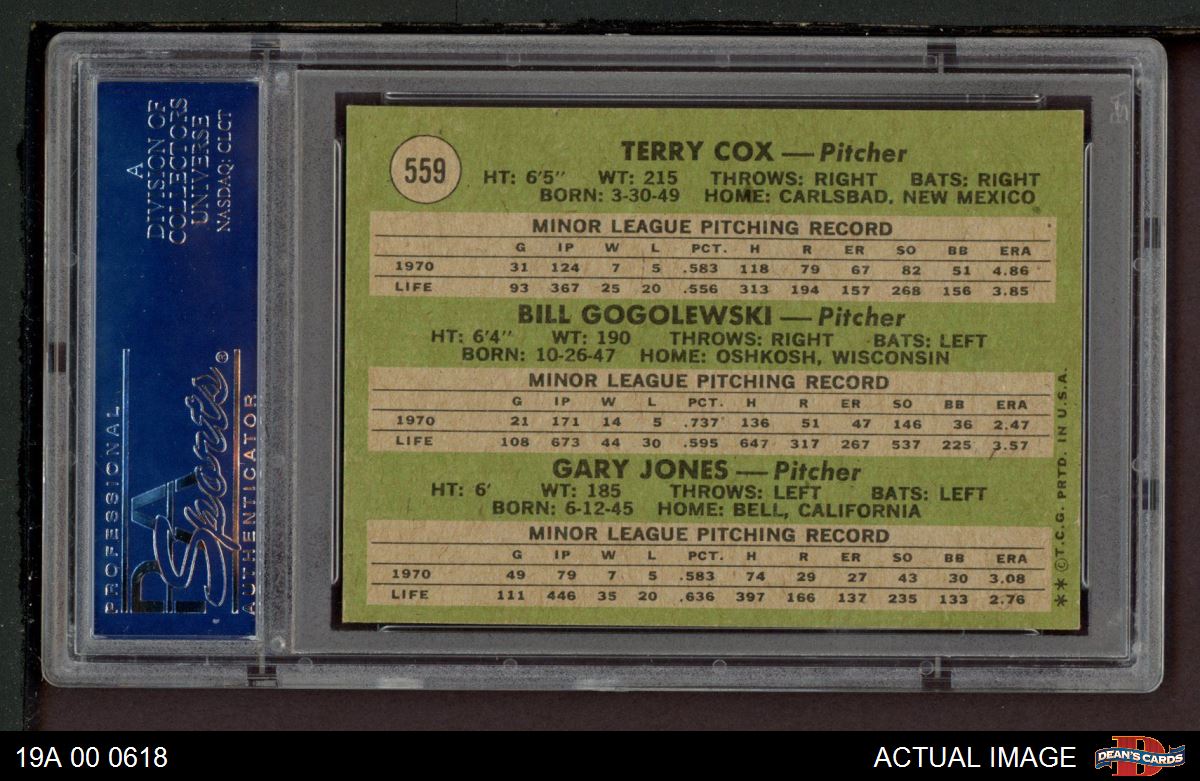 A
DIVISION OF
COLLECTORS
UNIVERSE
NASDAQ: CLCT
PROFESSIONAL
PSA
Sports®
AUTHENTICATOR
559
TERRY COX — Pitcher
HT: 6'5" WT: 215 THROWS: RIGHT BATS: RIGHT
BORN: 3-30-49 HOME: CARLSBAD, NEW MEXICO
MINOR LEAGUE PITCHING RECORD
G IP W L PCT. H R ER SO BB ERA
1970 31 124 7 5 .583 118 79 67 82 51 4.86
LIFE 93 367 25 20 .556 313 194 157 268 156 3.85
BILL GOGOLEWSKI — Pitcher
HT: 6'4" WT: 190 THROWS: RIGHT BATS: LEFT
BORN: 10-26-47 HOME: OSHKOSH, WISCONSIN
MINOR LEAGUE PITCHING RECORD
G IP W L PCT. H R ER SO BB ERA
1970 21 171 14 5 .737 136 51 47 146 36 2.47
LIFE 108 673 44 30 .595 647 317 267 537 225 3.57
GARY JONES — Pitcher
HT: 6' WT: 185 THROWS: LEFT BATS: LEFT
BORN: 6-12-45 HOME: BELL, CALIFORNIA
MINOR LEAGUE PITCHING RECORD
G IP W L PCT. H R ER SO BB ERA
1970 49 79 7 5 .583 74 29 27 43 30 3.08
LIFE 111 446 35 20 .636 397 166 137 235 133 2.76
**©T.C.G. PRTD. IN U.S.A.
19A 00 0618
ACTUAL IMAGE
D
DEAN'S CARDS